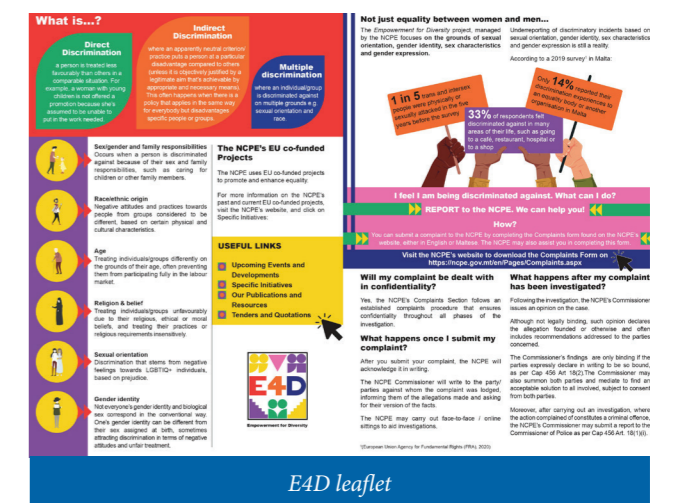 What is...?
Direct
Discrimination
a person is treated less
favourably than others in a
comparable situation. For
example, a woman with young
children is not offered a
promotion because she's
assumed to be unable to
put in the work needed.
Indirect
Discrimination
where an apparently neutral criterion/
practice puts a person at a particular
disadvantage compared to others
(unless it is objectively justified by a
legitimate aim that's achievable by
appropriate and necessary means).
This often happens when there is a
policy that applies in the same way
for everybody but disadvantages
specific people or groups.
Multiple
discrimination
where an individual/group
is discriminated against
on multiple grounds e.g.
sexual orientation and
race.
Sex/gender and family responsibilities
Occurs when a person is discriminated
against because of their sex and family
responsibilities, such as caring for
children or other family members.
Race/ethnic origin
Negative attitudes and practices towards
people from groups considered to be
different, based on certain physical and
cultural characteristics.
Age
Treating individuals/groups differently on
the grounds of their age, often preventing
them from participating fully in the labour
market.
Religion & belief
Treating individuals/groups unfavourably
due to their religious, ethical or moral
beliefs, and treating their practices or
religious requirements insensitively.
Sexual orientation
Discrimination that stems from negative
feelings towards LGBTIQ+ individuals,
based on prejudice.
Gender identity
Not everyone's gender identity and biological
sex correspond in the conventional way.
One's gender identity can be different from
their sex assigned at birth, sometimes
attracting discrimination in terms of negative
attitudes and unfair treatment.
The NCPE's EU co-funded
Projects
The NCPE uses EU co-funded projects
to promote and enhance equality.
For more information on the NCPE's
past and current EU co-funded projects,
visit the NCPE's website, and click on
Specific Initiatives:
USEFUL LINKS
Upcoming Events and
Developments
Specific Initiatives
Our Publications and
Resources
Tenders and Quotations
E4D
Empowerment for Diversity
Not just equality between women and men...
The Empowerment for Diversity project, managed
by the NCPE focuses on the grounds of sexual
orientation, gender identity, sex characteristics
and gender expression.
Underreporting of discriminatory incidents based on
sexual orientation, gender identity, sex characteristics
and gender expression is still a reality.
According to a 2019 survey¹ in Malta:
1 in 5 trans and intersex
people were physically or
sexually attacked in the five
years before the survey
33% of respondents felt
discriminated against in many
areas of their life, such as going
to a café, restaurant, hospital or
to a shop
Only 14% reported their
discrimination experiences to
an equality body or another
organisation in Malta
I feel I am being discriminated against. What can I do?
REPORT to the NCPE. We can help you!
How?
You can submit a complaint to the NCPE by completing the Complaints form found on the NCPE's
website, either in English or Maltese. The NCPE may also assist you in completing this form.
Visit the NCPE's website to download the Complaints Form on
https://ncpe.gov.mt/en/Pages/Complaints.aspx
Will my complaint be dealt with
in confidentiality?
Yes, the NCPE's Complaints Section follows an
established complaints procedure that ensures
confidentiality throughout all phases of the
investigation.
What happens once I submit my
complaint?
After you submit your complaint, the NCPE will
acknowledge it in writing.
The NCPE Commissioner will write to the party/
parties against whom the complaint was lodged,
informing them of the allegations made and asking
for their version of the facts.
The NCPE may carry out face-to-face / online
sittings to aid investigations.
What happens after my complaint
has been investigated?
Following the investigation, the NCPE's Commissioner
issues an opinion on the case.
Although not legally binding, such opinion declares
the allegation founded or otherwise and often
includes recommendations addressed to the parties
concerned.
The Commissioner's findings are only binding if the
parties expressly declare in writing to be so bound,
as per Cap 456 Art 18(2).The Commissioner may
also summon both parties and mediate to find an
acceptable solution to all involved, subject to consent
from both parties.
Moreover, after carrying out an investigation, where
the action complained of constitutes a criminal offence,
the NCPE's Commissioner may submit a report to the
Commissioner of Police as per Cap 456 Art. 18(1)(i).
¹(European Union Agency for Fundamental Rights (FRA), 2020)
E4D leaflet